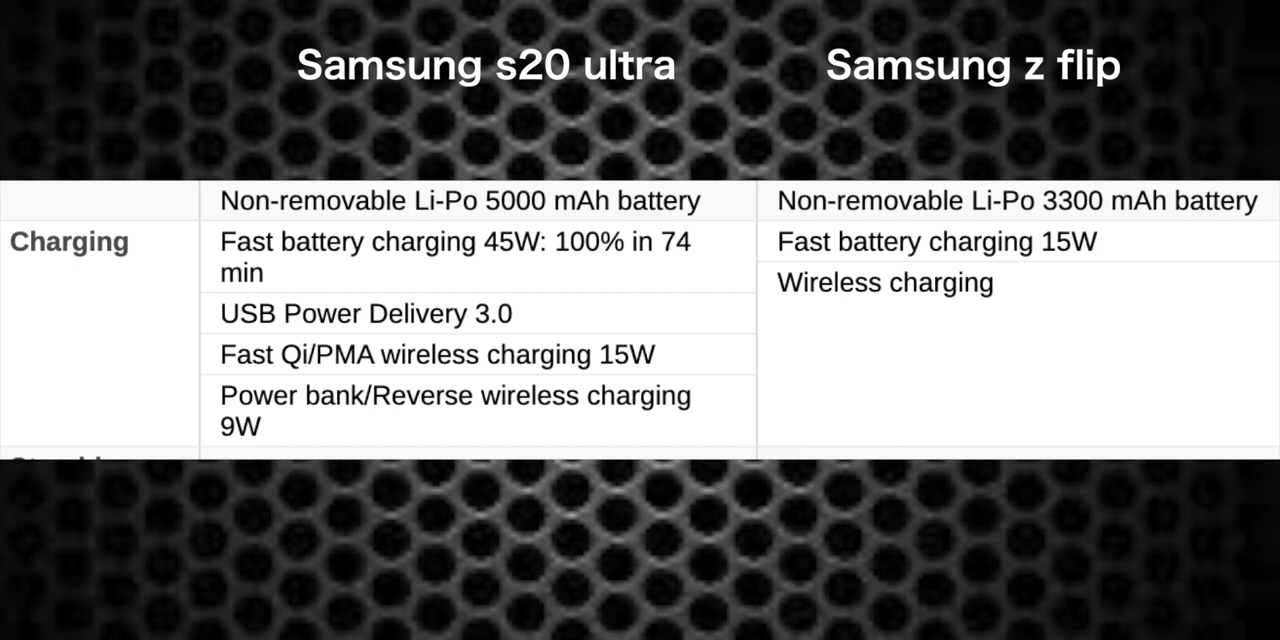 Samsung s20 ultra
Samsung z flip
Non-removable Li-Po 5000 mAh battery
Non-removable Li-Po 3300 mAh battery
Charging
Fast battery charging 45W: 100% in 74
min
Fast battery charging 15W
Wireless charging
USB Power Delivery 3.0
Fast Qi/PMA wireless charging 15W
Power bank/Reverse wireless charging
9W